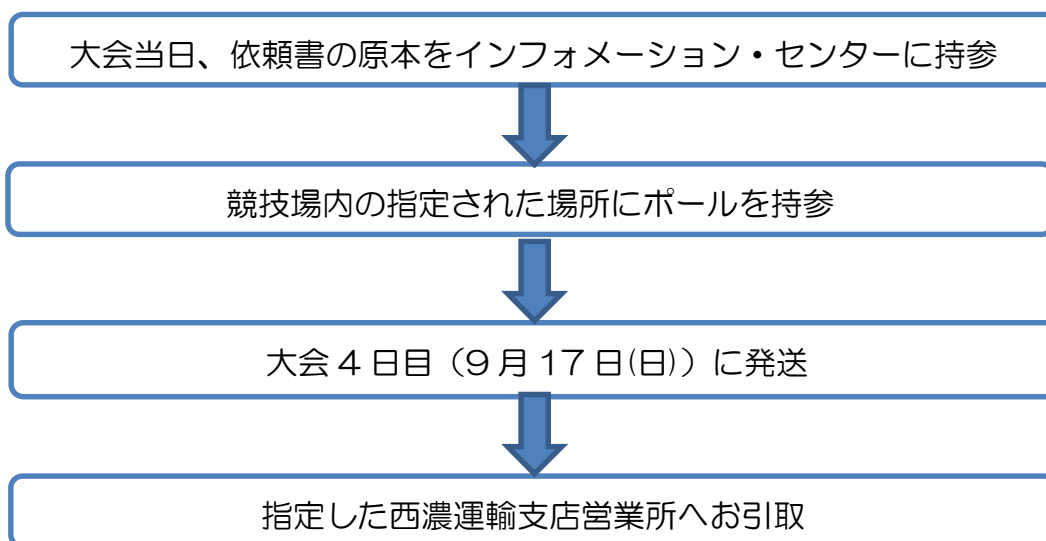 大会当日、依頼書の原本をインフォメーション・センターに持参
競技場内の指定された場所にポールを持参
大会４日目（９月17日(日)）に発送
指定した西濃運輸支店営業所へお引取